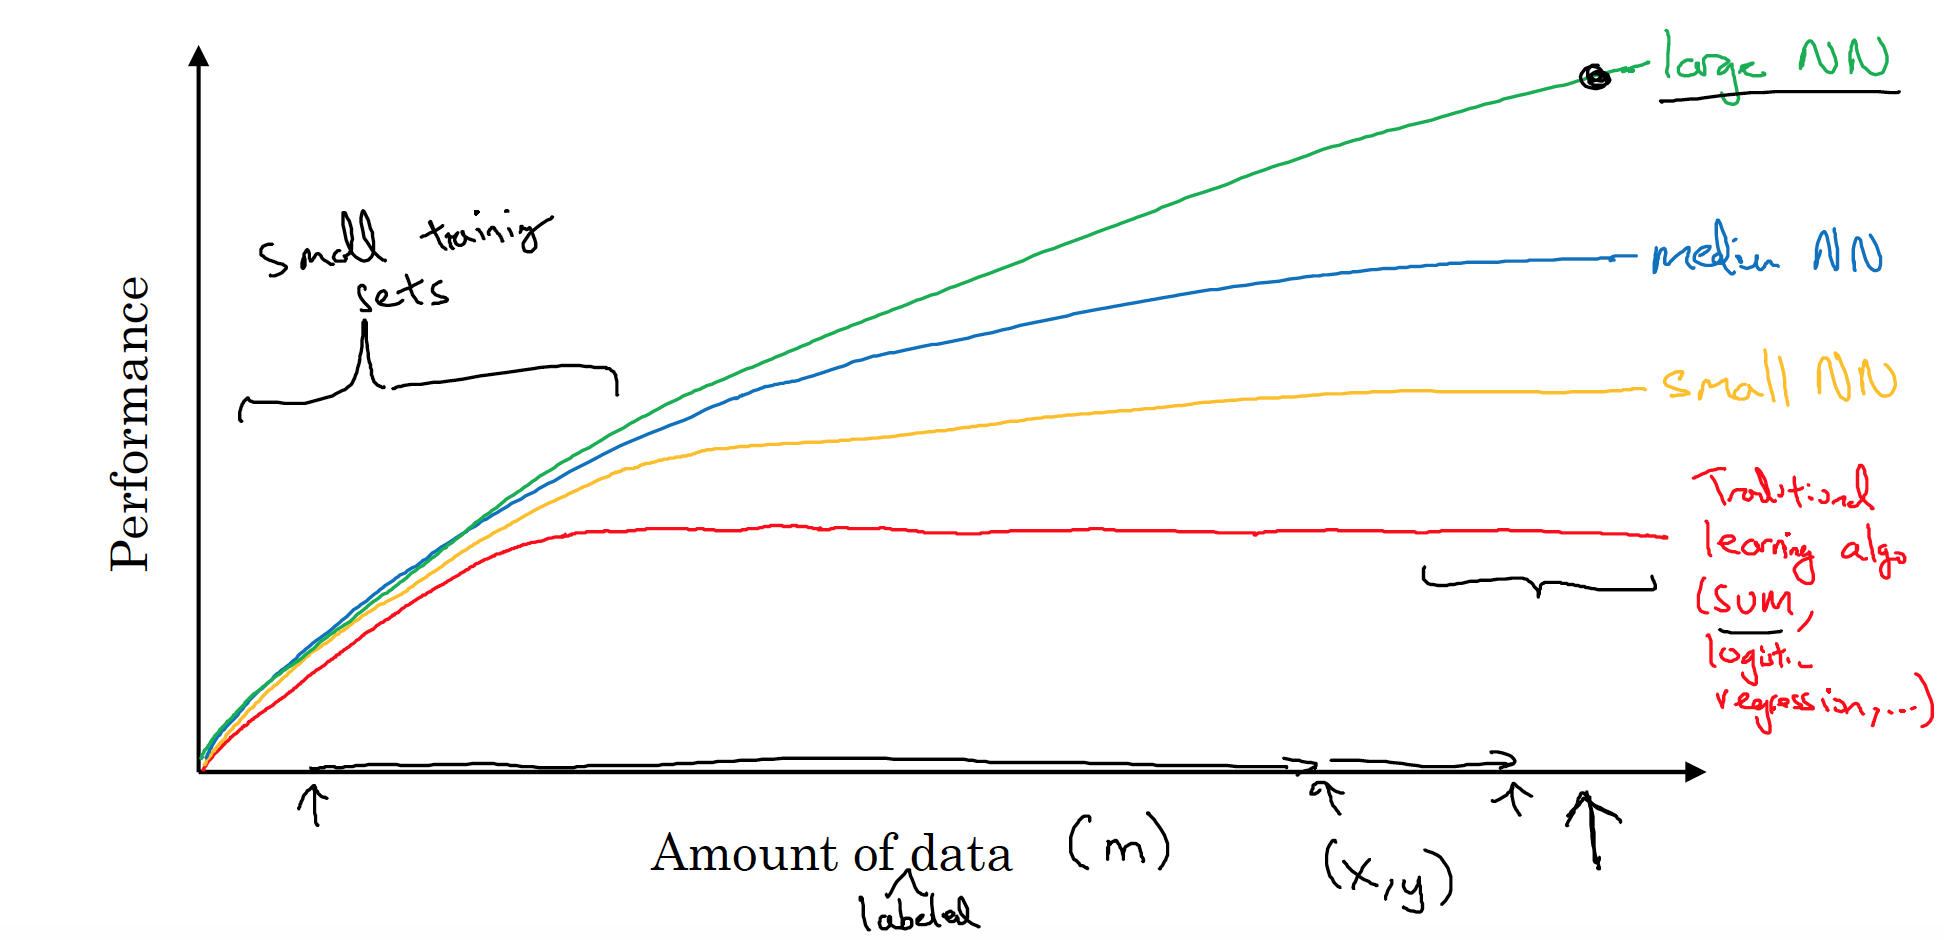 large NN
small training
sets
medium NN
small NN
Traditional
learning algo
(SVM,
logistic
regression,...)
Performance
Amount of data (m)
labeled
(x,y)